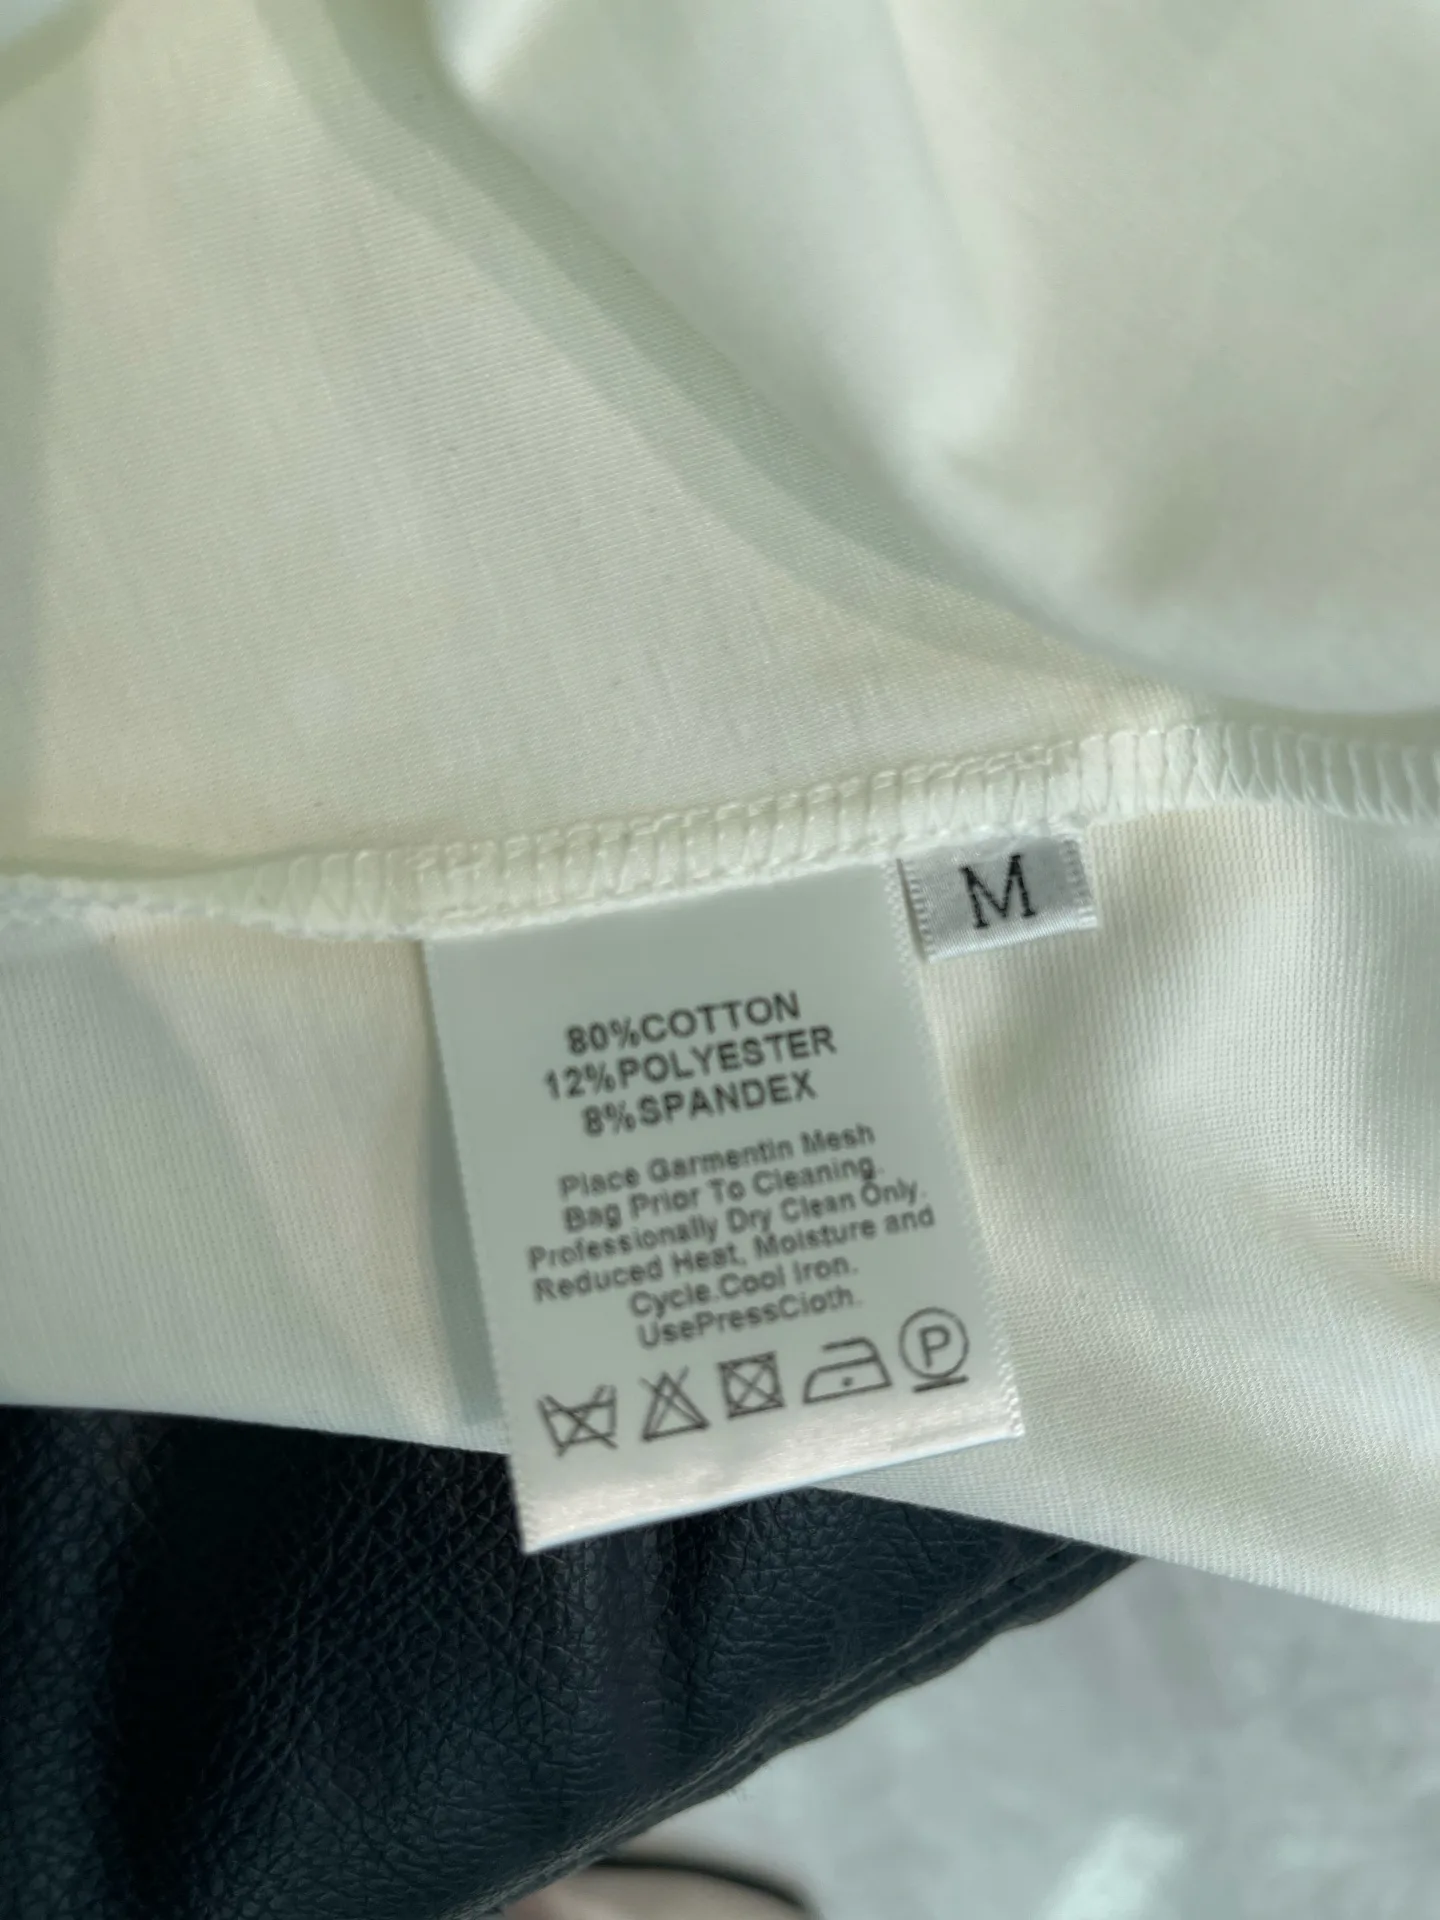 M
80%COTTON
12%POLYESTER
8%SPANDEX
Place GarmentIn Mesh
Bag Prior To Cleaning.
Professionally Dry Clean Only.
Reduced Heat, Moisture and
Cycle.Cool Iron.
UsePressCloth.
P